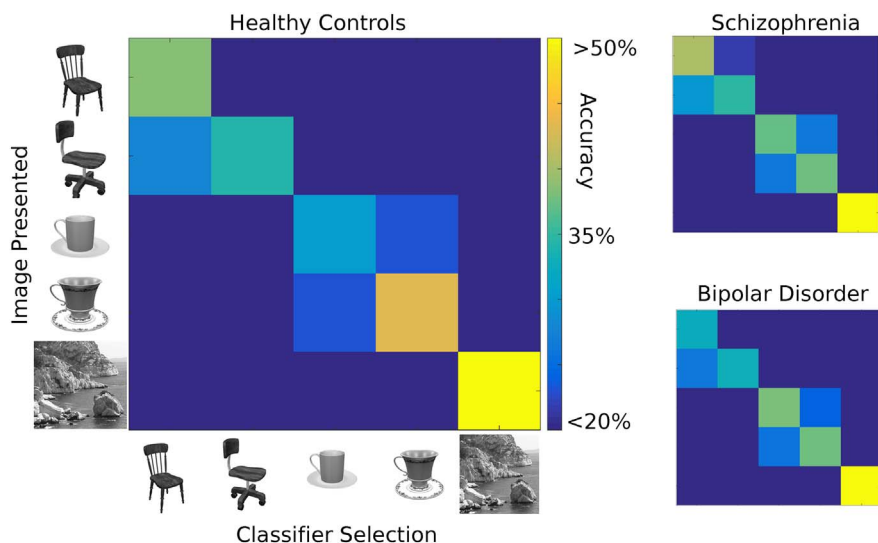 Healthy Controls
Schizophrenia
>50%
Accuracy
35%
<20%
Image Presented
Bipolar Disorder
Classifier Selection